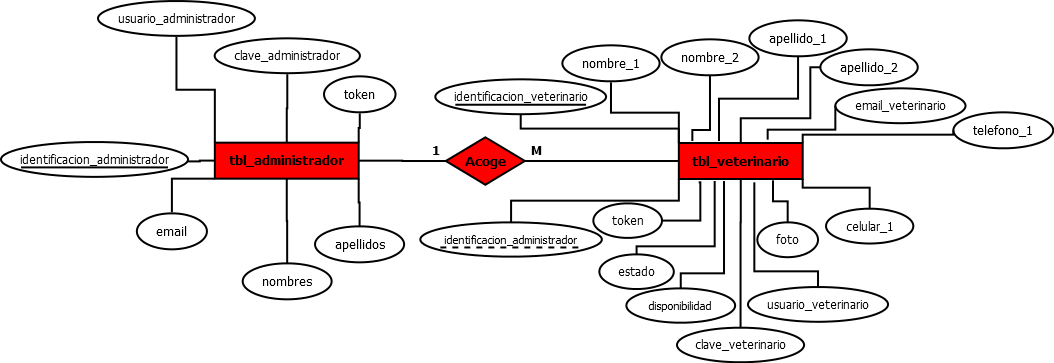 usuario_administrador
apellido_1
clave_administrador
nombre_1
nombre_2
apellido_2
token
identificacion_veterinario
email_veterinario
telefono_1
identificacion_administrador
tbl_administrador
1
Acoge
M
tbl_veterinario
email
apellidos
identificacion_administrador
token
foto
celular_1
nombres
estado
disponibilidad
usuario_veterinario
clave_veterinario